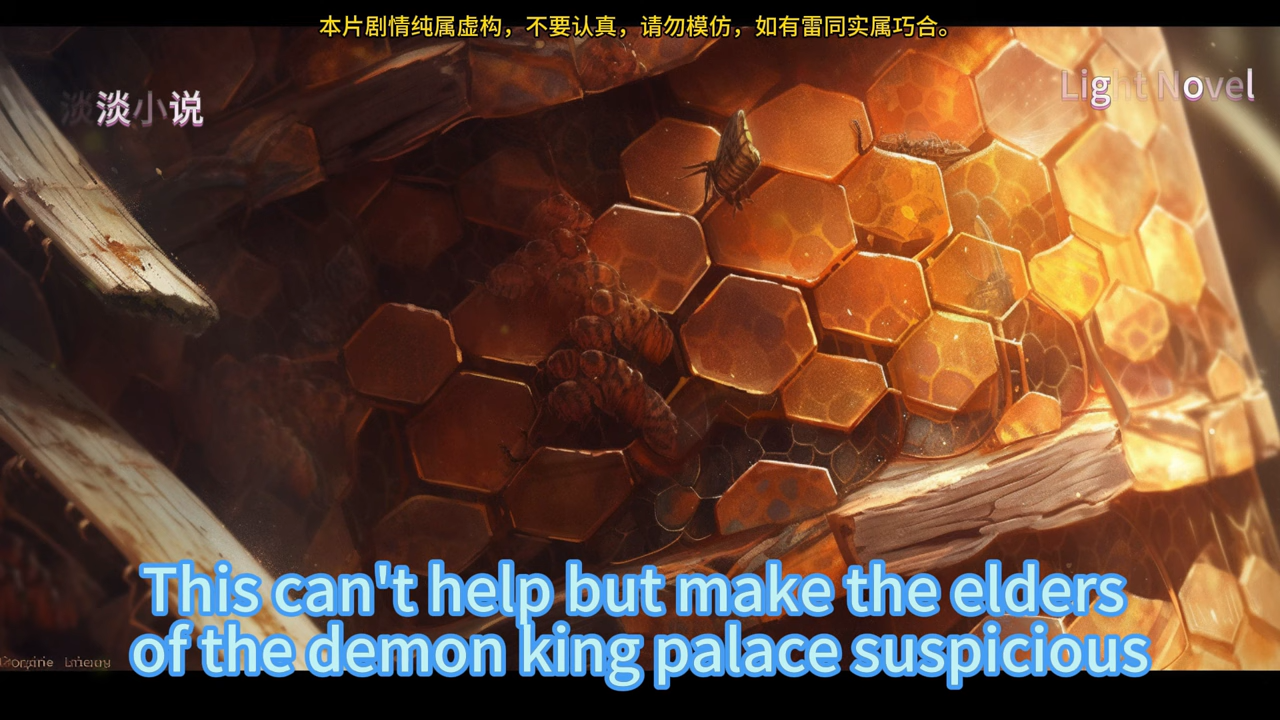 本片剧情纯属虚构，不要认真，请勿模仿，如有雷同实属巧合。
淡淡小说
Light Novel
This can't help but make the elders
of the demon king palace suspicious